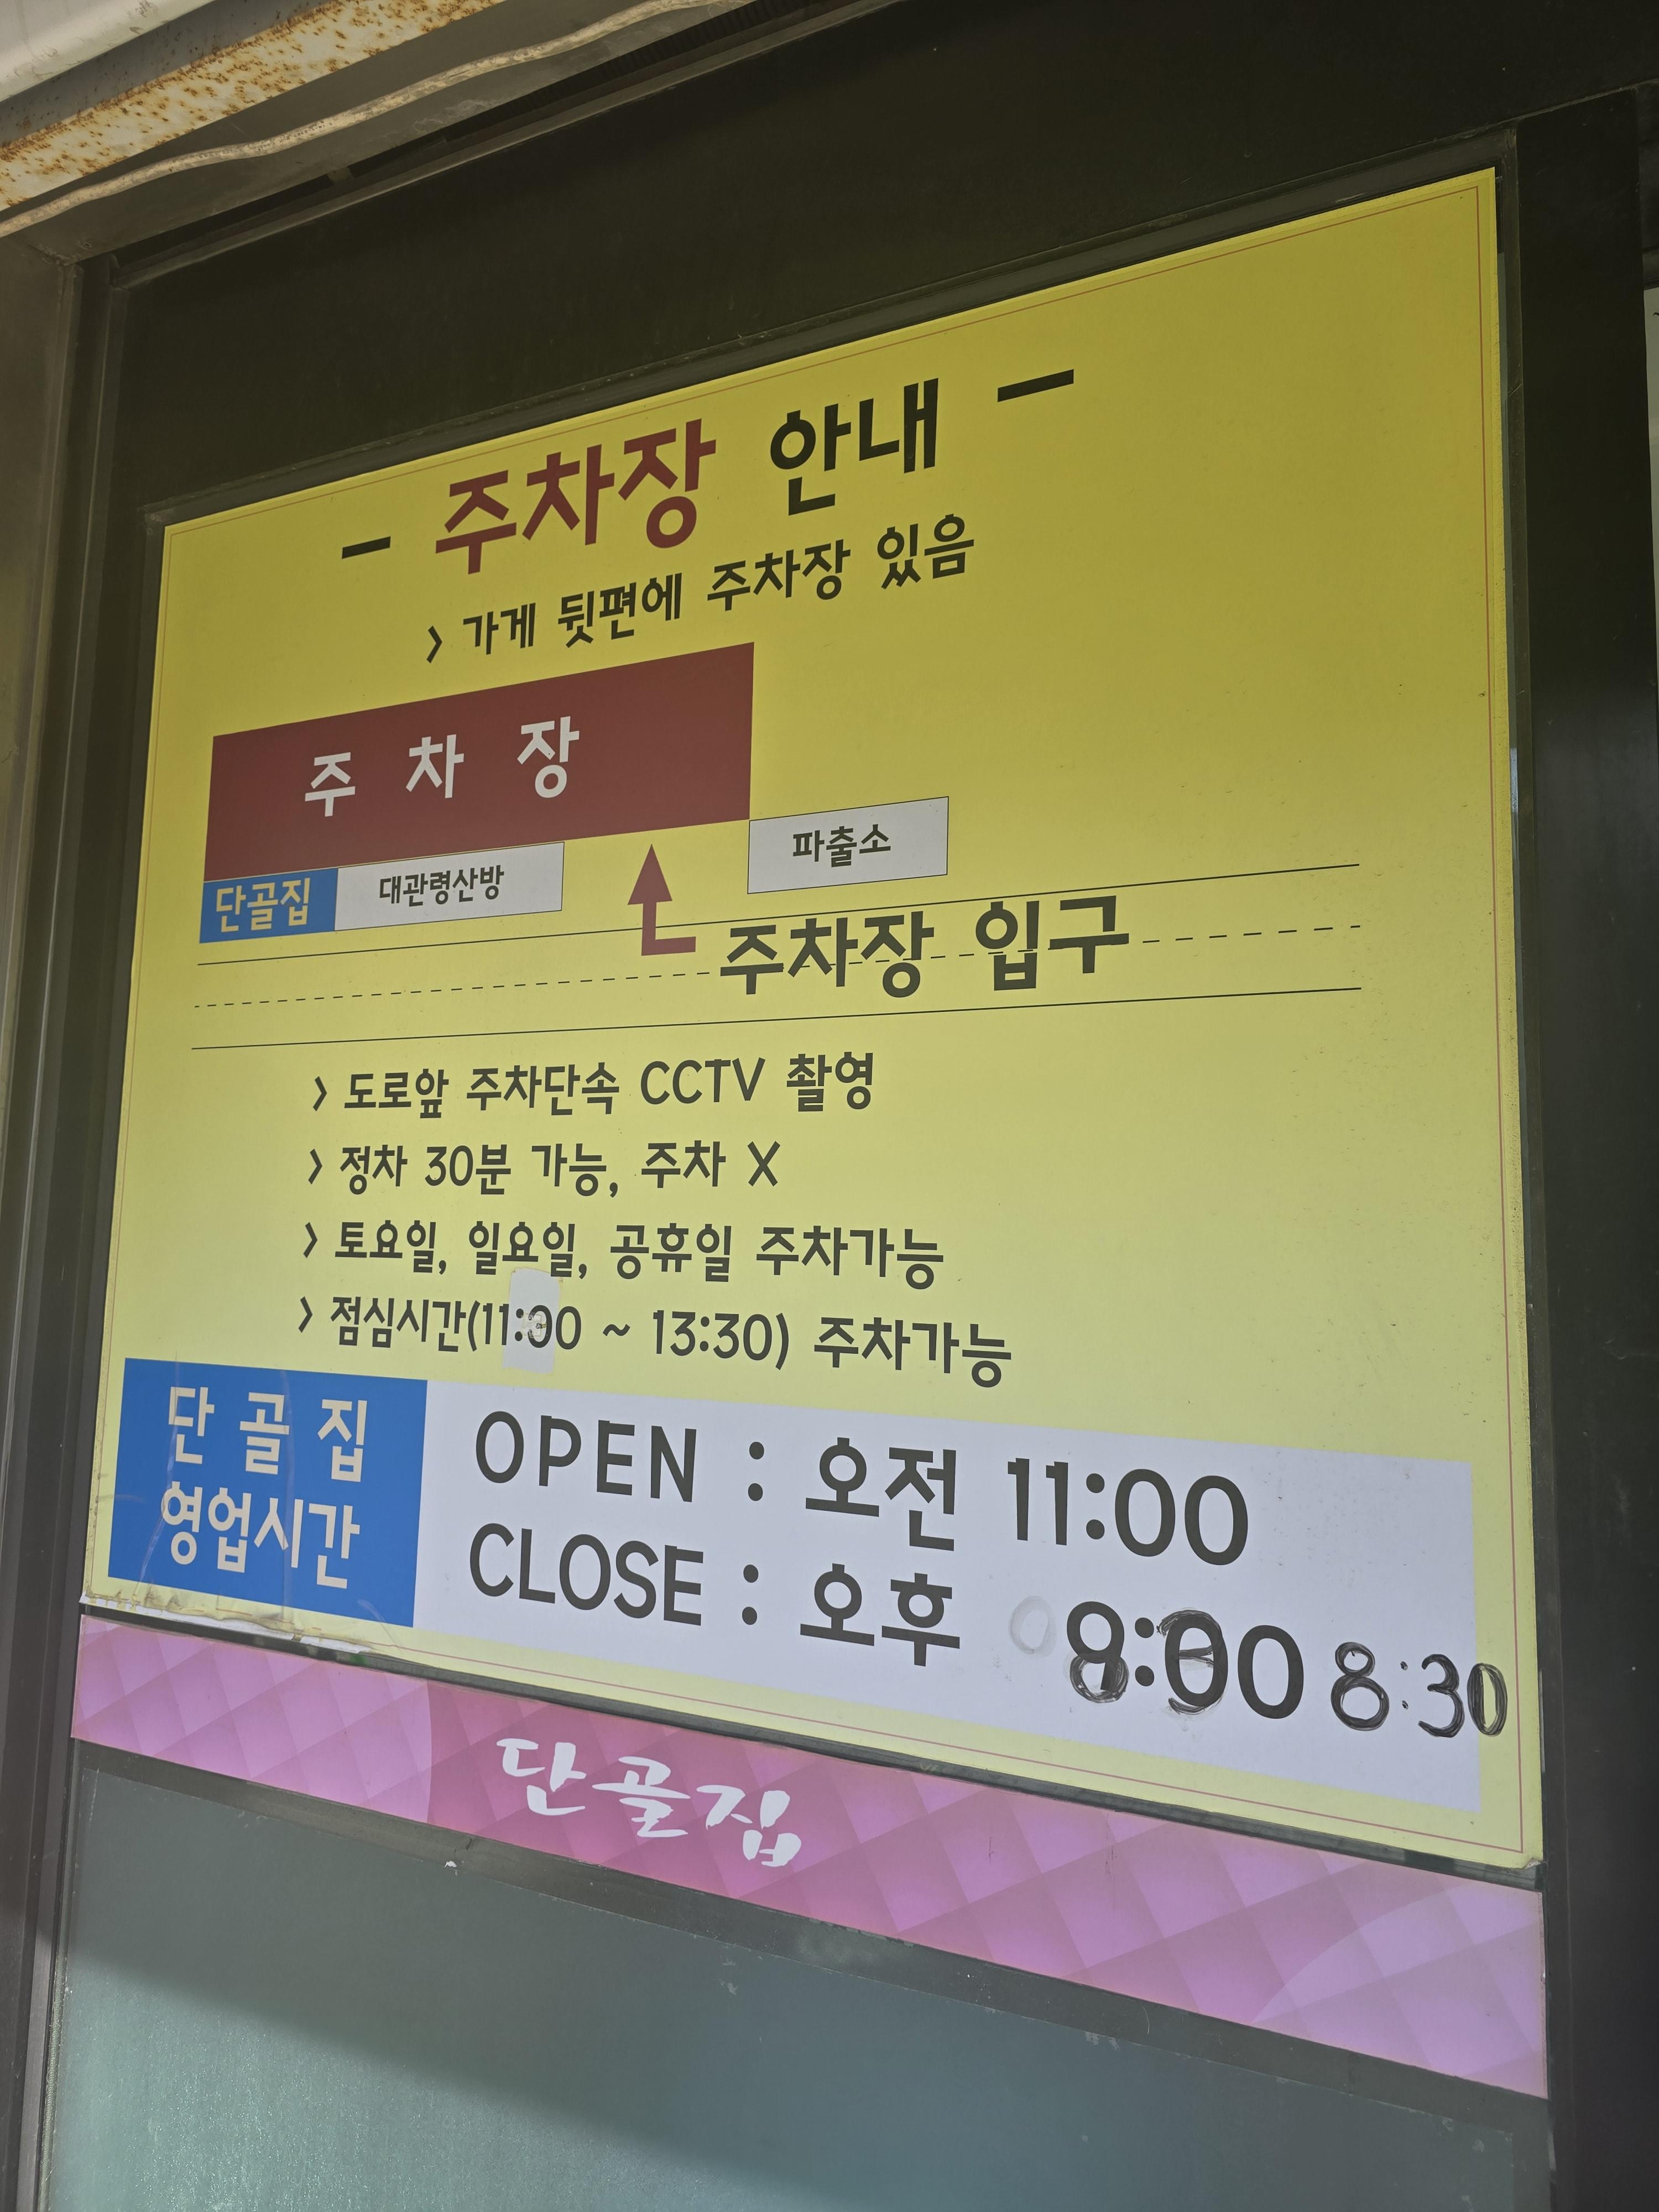 - 주차장 안내 -
> 가게 뒷편에 주차장 있음
주 차 장
파출소
단골집 대관령산방
주차장 입구
> 도로앞 주차단속 CCTV 촬영
> 정차 30분 가능, 주차 X
> 토요일, 일요일, 공휴일 주차가능
> 점심시간(11:00 ~ 13:30) 주차가능
단 골 집
영업시간
OPEN : 오전 11:00
CLOSE : 오후 8:30
단골집